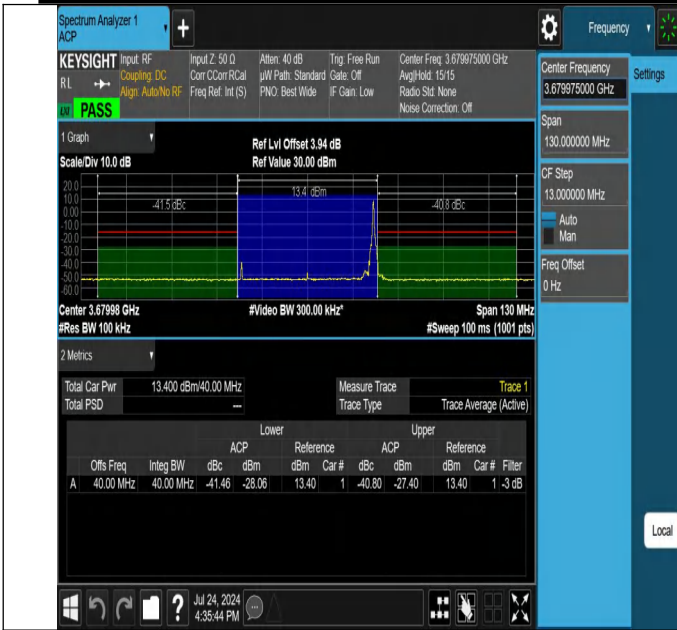 Spectrum Analyzer 1
ACP
+
Frequency
KEYSIGHT
RL
PASS
Input: RF
Coupling: DC
Align: Auto/No RF
Input Z: 50 Ω
Corr CCorr RCal
Freq Ref: Int (S)
Atten: 40 dB
µW Path: Standard
PNO: Best Wide
Trig: Free Run
Gate: Off
IF Gain: Low
Center Freq: 3.679975000 GHz
Avg|Hold: 15/15
Radio Std: None
Noise Correction: Off
Center Frequency
3.679975000 GHz
Settings
Span
130.000000 MHz
CF Step
13.000000 MHz
Auto
Man
Freq Offset
0 Hz
1 Graph
Scale/Div 10.0 dB
Ref Lvl Offset 3.94 dB
Ref Value 30.00 dBm
20.0
10.0
0.00
-10.0
-20.0
-30.0
-40.0
-50.0
-60.0
-41.5 dBc
13.4 dBm
-40.8 dBc
Center 3.67998 GHz
#Video BW 300.00 kHz*
Span 130 MHz
#Res BW 100 kHz
#Sweep 100 ms (1001 pts)
2 Metrics
Total Car Pwr 13.400 dBm/40.00 MHz
Total PSD ---
Measure Trace Trace 1
Trace Type Trace Average (Active)
Lower Upper
ACP Reference ACP Reference
Offs Freq Integ BW dBc dBm dBm Car # dBc dBm dBm Car # Filter
A 40.00 MHz 40.00 MHz -41.46 -28.06 13.40 1 -40.80 -27.40 13.40 1 -3 dB
Local
?
Jul 24, 2024
4:35:44 PM